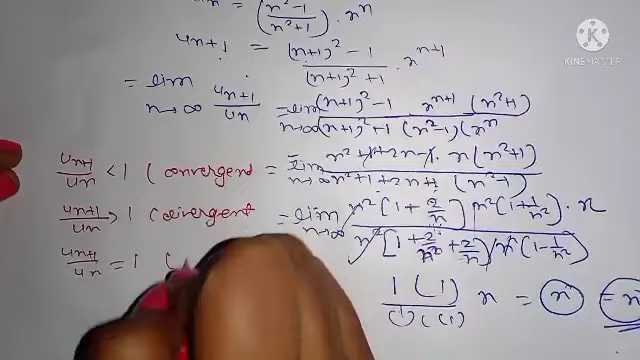 = (n²-1 / n²+1) . xⁿ
KINEMASTER
un+1 = (n+1)² - 1 / (n+1)² + 1 . xⁿ⁺¹
= lim n→∞ un+1 / un = lim n→∞ (n+1)² - 1 xⁿ⁺¹ (n²+1) / (n+1)² + 1 (n²-1) (xⁿ
un+1 / un < 1 ( convergent = lim n→∞ n² + 1 + 2n - 1 . x (n²+1) / n² + 1 + 2n + 1 (n²-1)
un+1 / un > 1 ( divergent = lim n→∞ n² [1 + 2/n] n² (1 + 1/n²) . x / n² [1 + 2/n² + 2/n] n² (1 - 1/n²)
un+1 / un = 1 (
1 (1) / (1) (1) x = x = x